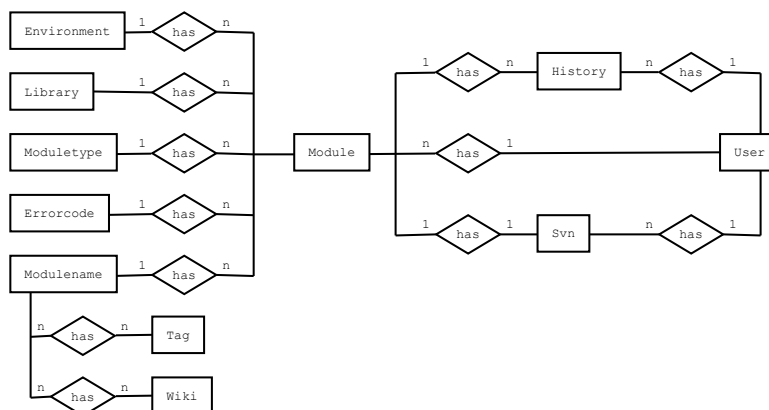 Environment 1 has n
Library 1 has n
Moduletype 1 has n
Errorcode 1 has n
Modulename 1 has n
n has n Tag
n has n Wiki
Module
1 has n History n has 1
n has 1 User
1 has 1 Svn n has 1